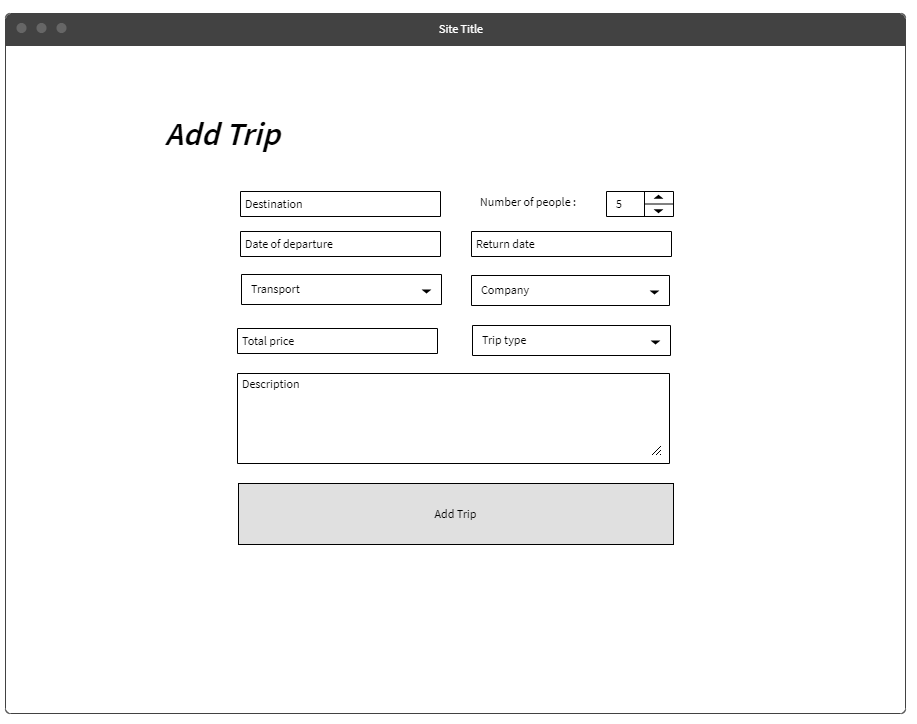 Site Title
Add Trip
Destination
Number of people :
5
Date of departure
Return date
Transport
Company
Total price
Trip type
Description
Add Trip